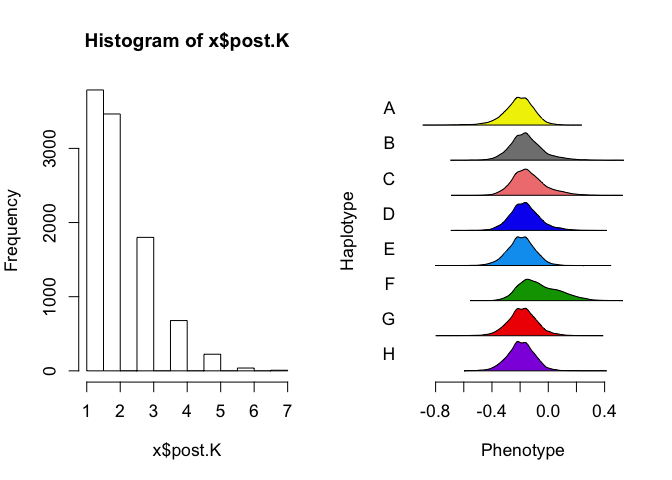 Histogram of x$post.K
Frequency
0
1000
2000
3000
1 2 3 4 5 6 7
x$post.K
Haplotype
A
B
C
D
E
F
G
H
-0.8 -0.4 0.0 0.4
Phenotype